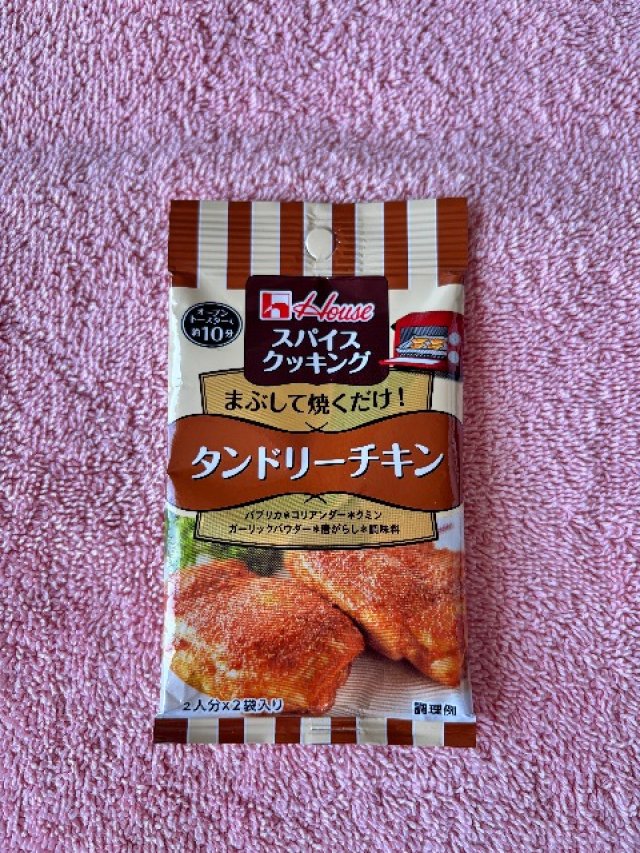 House
スパイス
クッキング
オーブン
トースターで
約10分
まぶして焼くだけ!
タンドリーチキン
パプリカ*コリアンダー*クミン
ガーリックパウダー*唐がらし*調味料
2人分×2袋入り
調理例